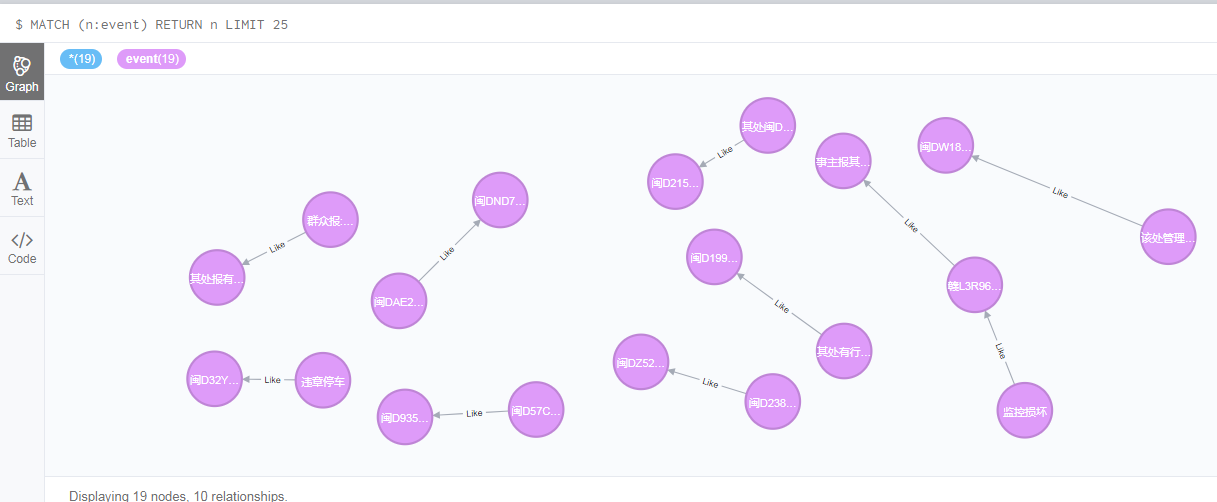 $ MATCH (n:event) RETURN n LIMIT 25
*(19) event(19)
Graph
Table
A
Text
</>
Code
其处闽D...
Like
闽D215...
事主报其...
闽DW18...
Like
该处管理...
群众报....
Like
其处报有...
闽DND7...
Like
闽DAE2...
Like
闽D199...
Like
赣L3R96...
其处有行...
Like
监控损坏
闽DZ52...
Like
闽D238...
闽D32Y...
Like
违章停车
闽D935...
Like
闽D57C...
Displaying 19 nodes, 10 relationships.